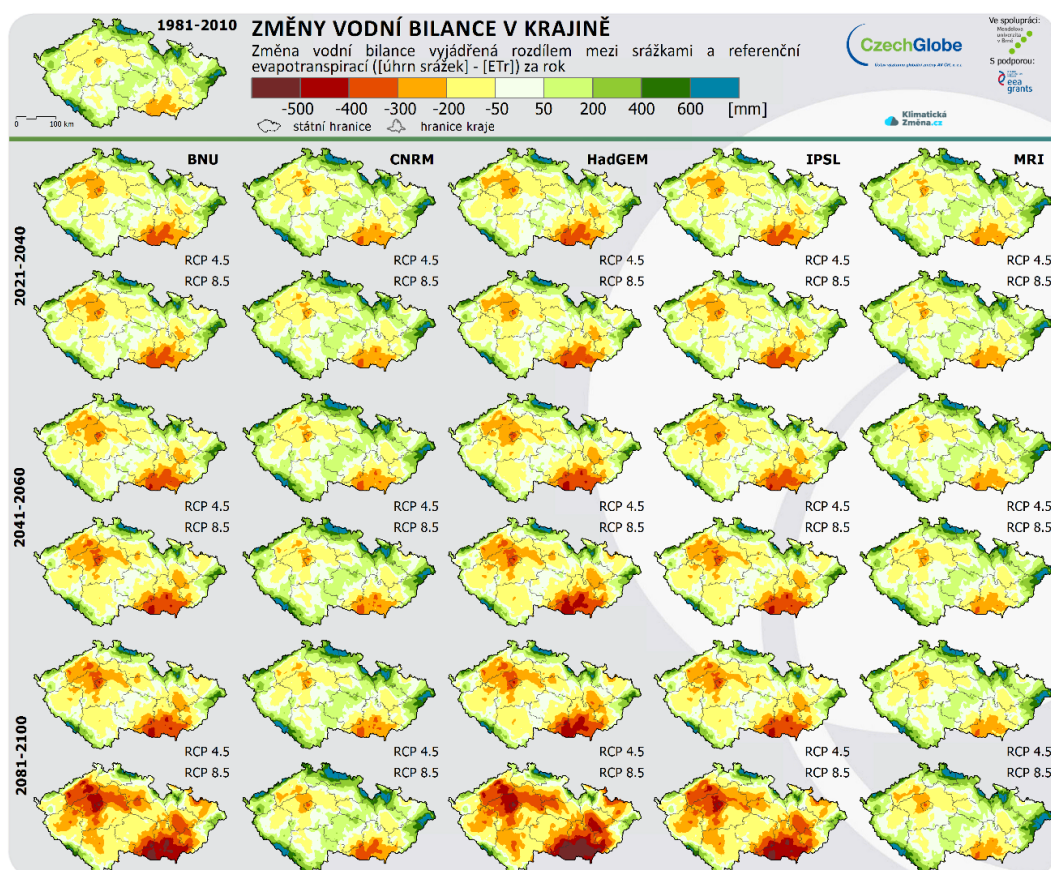 1981-2010
ZMĚNY VODNÍ BILANCE V KRAJINĚ
Změna vodní bilance vyjádřená rozdílem mezi srážkami a referenční
evapotranspirací ([úhrn srážek] - [ETr]) za rok
-500 -400 -300 -200 -50 50 200 400 600 [mm]
0 100 km
státní hranice hranice kraje
CzechGlobe
Ve spolupráci:
Mendelova
univerzita
v Brně
S podporou:
eea
grants
Klimatická
Změna.cz
BNU CNRM HadGEM IPSL MRI
2021-2040
RCP 4.5 RCP 4.5 RCP 4.5 RCP 4.5 RCP 4.5
RCP 8.5 RCP 8.5 RCP 8.5 RCP 8.5 RCP 8.5
2041-2060
RCP 4.5 RCP 4.5 RCP 4.5 RCP 4.5 RCP 4.5
RCP 8.5 RCP 8.5 RCP 8.5 RCP 8.5 RCP 8.5
2081-2100
RCP 4.5 RCP 4.5 RCP 4.5 RCP 4.5 RCP 4.5
RCP 8.5 RCP 8.5 RCP 8.5 RCP 8.5 RCP 8.5